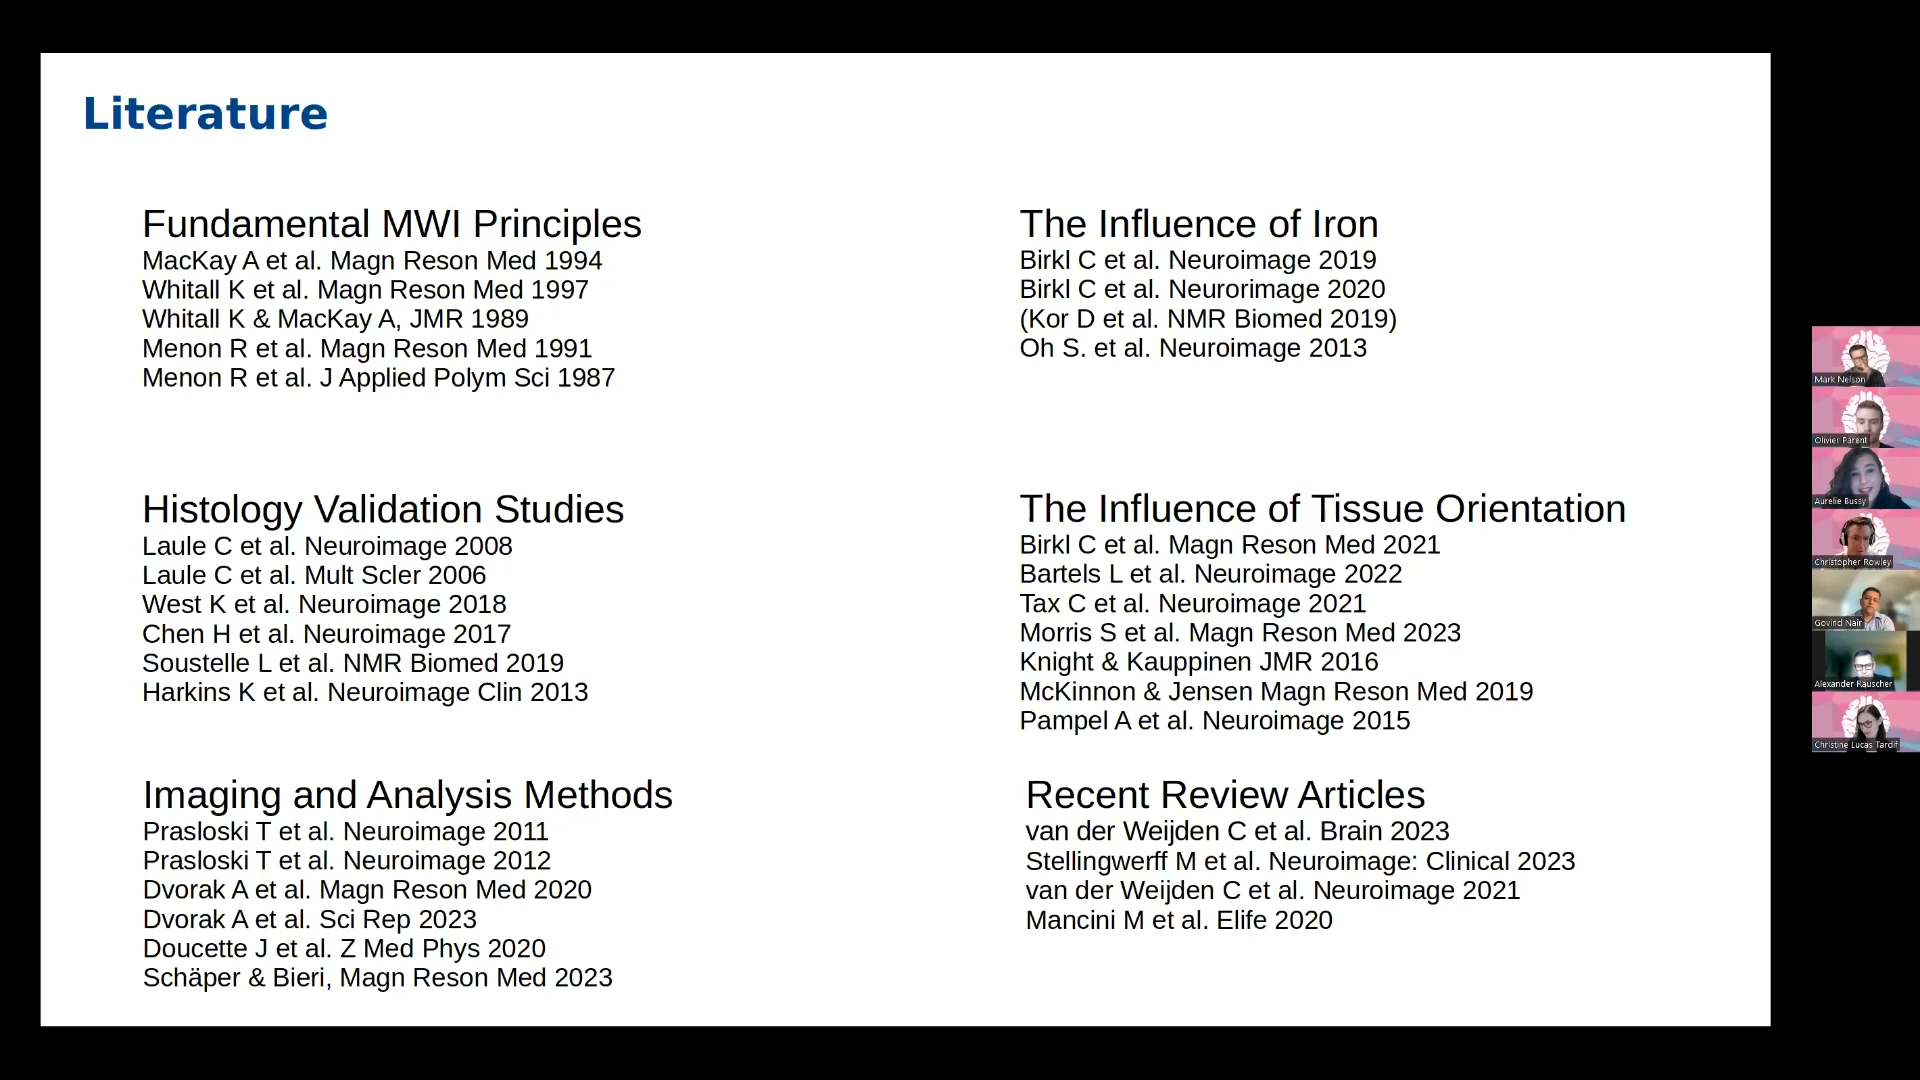 Literature
Fundamental MWI Principles
MacKay A et al. Magn Reson Med 1994
Whitall K et al. Magn Reson Med 1997
Whitall K & MacKay A, JMR 1989
Menon R et al. Magn Reson Med 1991
Menon R et al. J Applied Polym Sci 1987
Histology Validation Studies
Laule C et al. Neuroimage 2008
Laule C et al. Mult Scler 2006
West K et al. Neuroimage 2018
Chen H et al. Neuroimage 2017
Soustelle L et al. NMR Biomed 2019
Harkins K et al. Neuroimage Clin 2013
Imaging and Analysis Methods
Prasloski T et al. Neuroimage 2011
Prasloski T et al. Neuroimage 2012
Dvorak A et al. Magn Reson Med 2020
Dvorak A et al. Sci Rep 2023
Doucette J et al. Z Med Phys 2020
Schäper & Bieri, Magn Reson Med 2023
The Influence of Iron
Birkl C et al. Neuroimage 2019
Birkl C et al. Neurorimage 2020
(Kor D et al. NMR Biomed 2019)
Oh S. et al. Neuroimage 2013
The Influence of Tissue Orientation
Birkl C et al. Magn Reson Med 2021
Bartels L et al. Neuroimage 2022
Tax C et al. Neuroimage 2021
Morris S et al. Magn Reson Med 2023
Knight & Kauppinen JMR 2016
McKinnon & Jensen Magn Reson Med 2019
Pampel A et al. Neuroimage 2015
Recent Review Articles
van der Weijden C et al. Brain 2023
Stellingwerff M et al. Neuroimage: Clinical 2023
van der Weijden C et al. Neuroimage 2021
Mancini M et al. Elife 2020
Mark Nelson
Olivier Parent
Aurelie Bussy
Christopher Rowley
Govind Nair
Alexander Rauscher
Christine Lucas Tardif